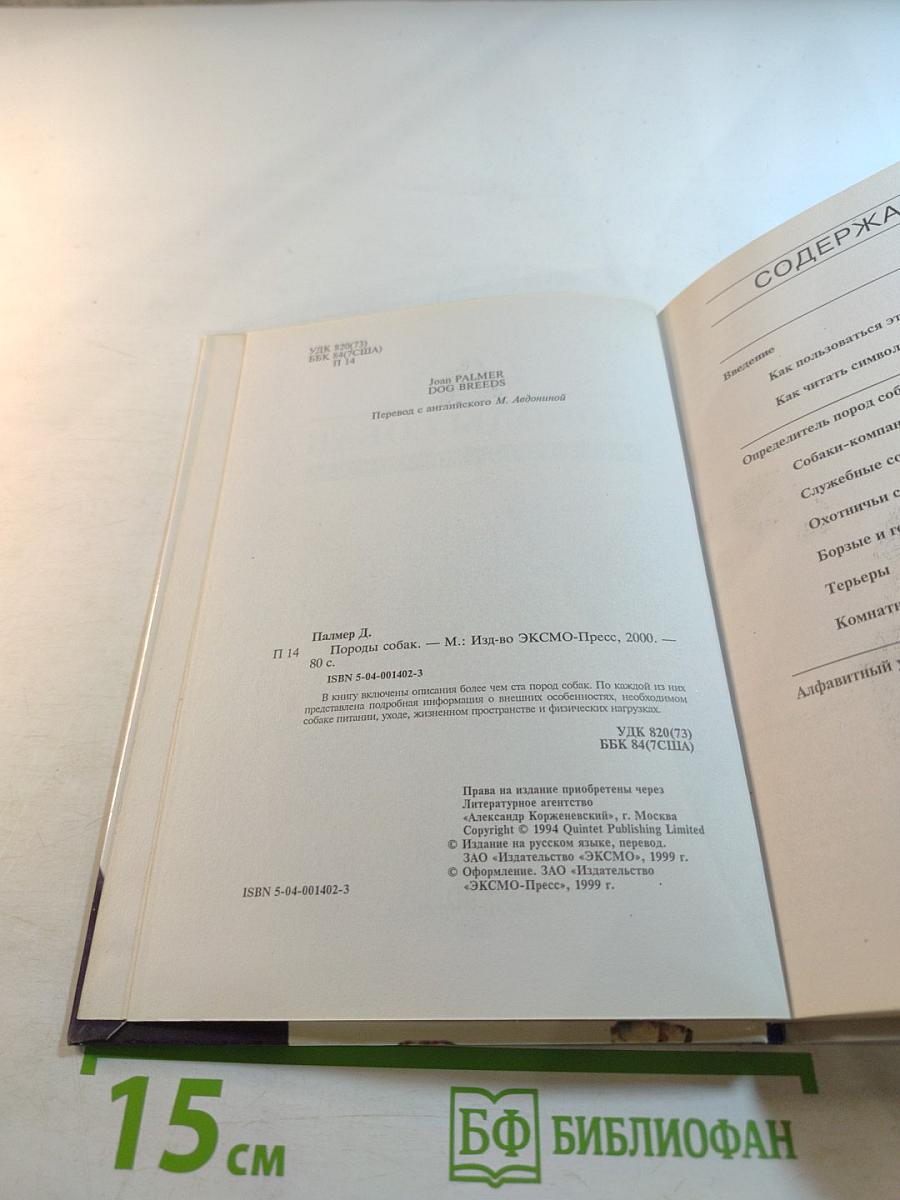 УДК 820(73)
ББК 84(7США)
П 14
Joan PALMER
DOG BREEDS
Перевод с английского М. Авдониной
Палмер Д.
П 14 Породы собак. — М.: Изд-во ЭКСМО-Пресс, 2000. —
80 с.
ISBN 5-04-001402-3
В книгу включены описания более чем ста пород собак. По каждой из них
представлена подробная информация о внешних особенностях, необходимом
собаке питании, уходе, жизненном пространстве и физических нагрузках.
УДК 820(73)
ББК 84(7США)
Права на издание приобретены через
Литературное агентство
«Александр Корженевский», г. Москва
Copyright © 1994 Quintet Publishing Limited
© Издание на русском языке, перевод.
ЗАО «Издательство «ЭКСМО», 1999 г.
© Оформление. ЗАО «Издательство
«ЭКСМО-Пресс», 1999 г.
ISBN 5-04-001402-3
СОДЕРЖА
Введение
Как пользоваться эт
Как читать символ
Определитель пород соб
Собаки-компан
Служебные со
Охотничьи с
Борзые и г
Терьеры
Комнатн
Алфавитный у
15 см
БФ БИБЛИОФАН